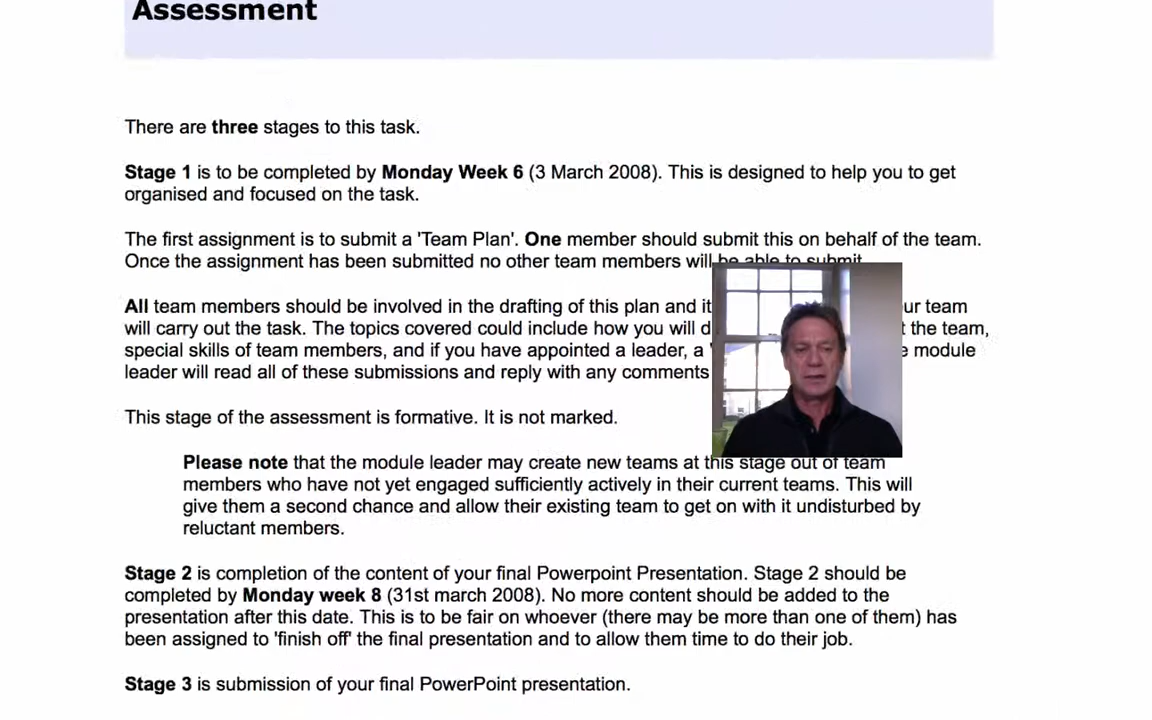 Assessment
There are three stages to this task.
Stage 1 is to be completed by Monday Week 6 (3 March 2008). This is designed to help you to get
organised and focused on the task.
The first assignment is to submit a 'Team Plan'. One member should submit this on behalf of the team.
Once the assignment has been submitted no other team members will be able to submit
All team members should be involved in the drafting of this plan and it ur team
will carry out the task. The topics covered could include how you will d t the team,
special skills of team members, and if you have appointed a leader, a ' e module
leader will read all of these submissions and reply with any comments
This stage of the assessment is formative. It is not marked.
Please note that the module leader may create new teams at this stage out of team
members who have not yet engaged sufficiently actively in their current teams. This will
give them a second chance and allow their existing team to get on with it undisturbed by
reluctant members.
Stage 2 is completion of the content of your final Powerpoint Presentation. Stage 2 should be
completed by Monday week 8 (31st march 2008). No more content should be added to the
presentation after this date. This is to be fair on whoever (there may be more than one of them) has
been assigned to 'finish off' the final presentation and to allow them time to do their job.
Stage 3 is submission of your final PowerPoint presentation.